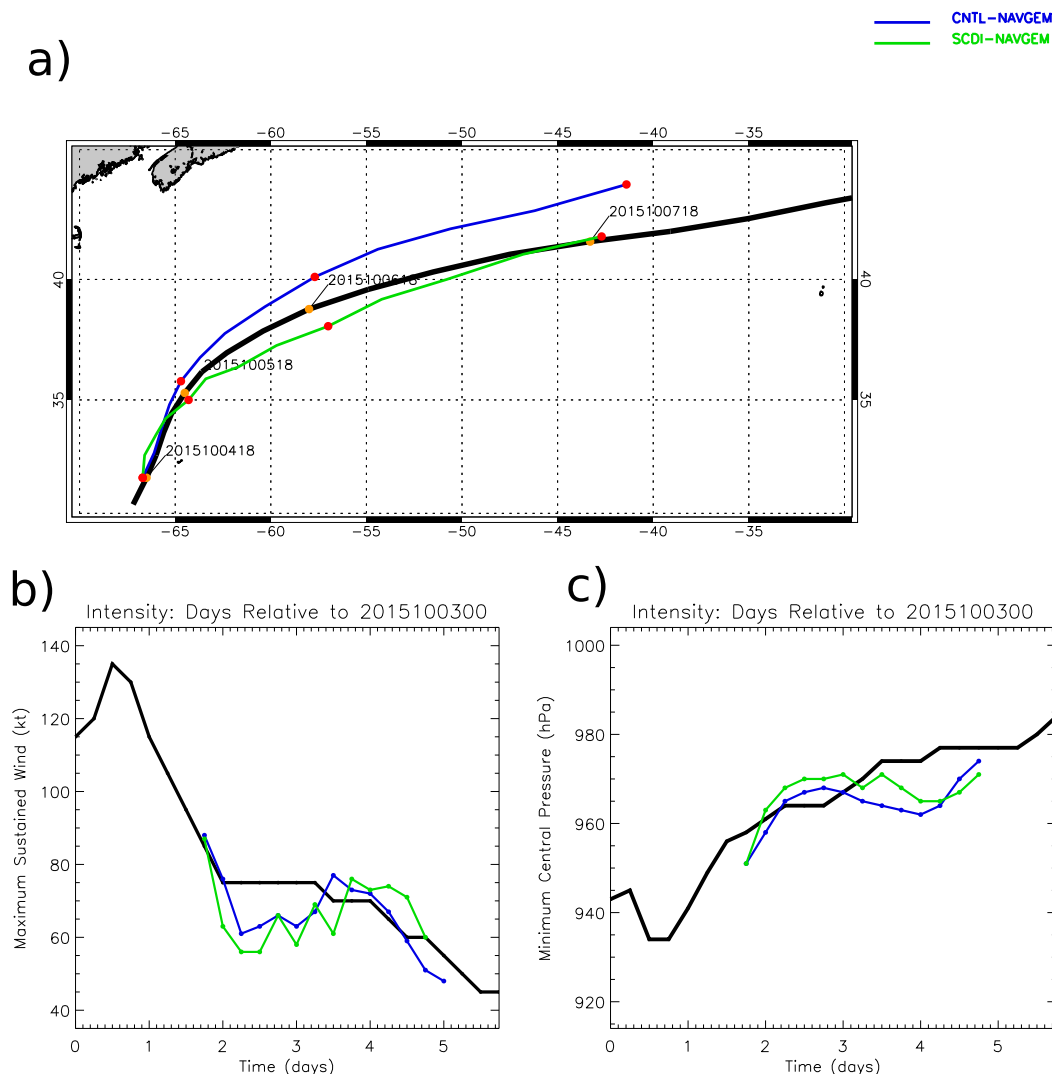 CNTL-NAVGEM
SCDI-NAVGEM
a)
-65 -60 -55 -50 -45 -40 -35
2015100718
40 2015100618 40
2015100518
35 35
2015100418
-65 -60 -55 -50 -45 -40 -35
b)
Intensity: Days Relative to 2015100300
Maximum Sustained Wind (kt)
140
120
100
80
60
40
0 1 2 3 4 5
Time (days)
c)
Intensity: Days Relative to 2015100300
Minimum Central Pressure (hPa)
1000
980
960
940
920
0 1 2 3 4 5
Time (days)